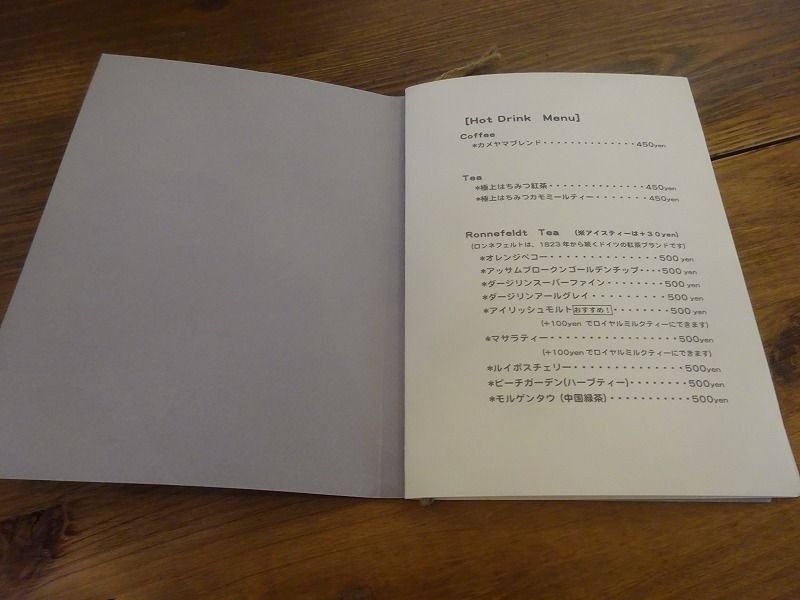 [Hot Drink Menu]
Coffee
*カメヤマブレンド・・・・・・・・・・・・・・450yen
Tea
*極上はちみつ紅茶・・・・・・・・・・・・・・450yen
*極上はちみつカモミールティー・・・・・・・・450yen
Ronnefeldt Tea (※アイスティーは+30yen)
(ロンネフェルトは、1823年から続くドイツの紅茶ブランドです)
*オレンジペコー・・・・・・・・・・・・・500yen
*アッサムブロークンゴールデンチップ・・・・500yen
*ダージリンスーパーファイン・・・・・・・・・500yen
*ダージリンアールグレイ・・・・・・・・・・500yen
*アイリッシュモルトおすすめ!・・・・・・・500yen
(+100yenでロイヤルミルクティーにできます)
*マサラティー・・・・・・・・・・・・・・・500yen
(+100yenでロイヤルミルクティーにできます)
*ルイボスチェリー・・・・・・・・・・・・・500yen
*ピーチガーデン(ハーブティー)・・・・・・・・500yen
*モルゲンタウ (中国緑茶)・・・・・・・・・・・500yen